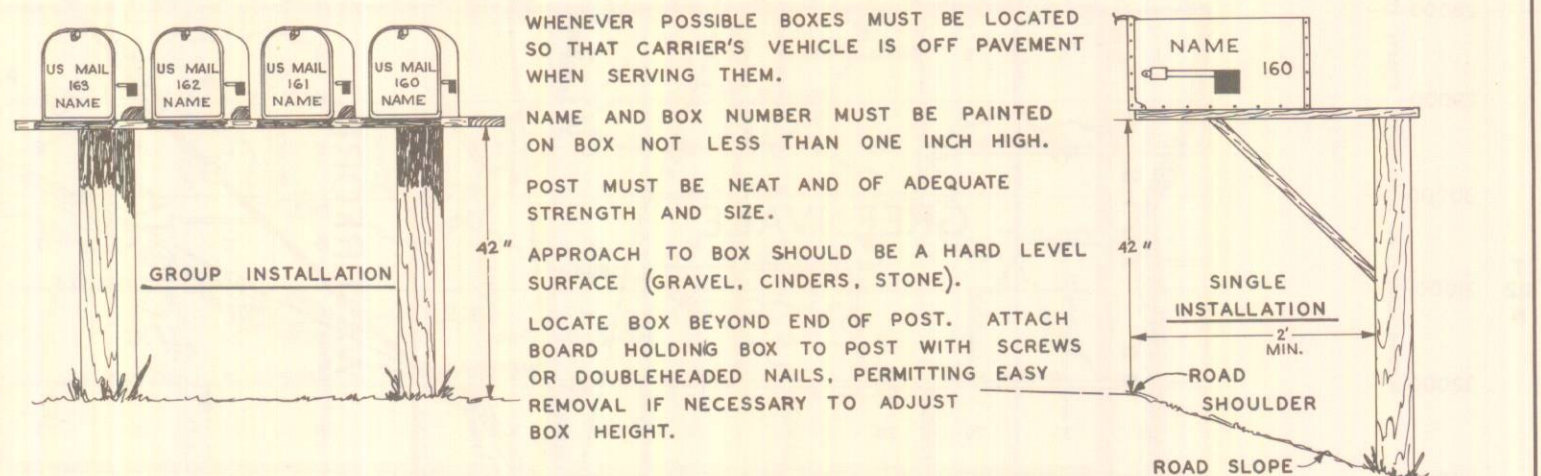 US MAIL
163
NAME
US MAIL
162
NAME
US MAIL
161
NAME
US MAIL
160
NAME
42"
GROUP INSTALLATION
WHENEVER POSSIBLE BOXES MUST BE LOCATED
SO THAT CARRIER'S VEHICLE IS OFF PAVEMENT
WHEN SERVING THEM.
NAME AND BOX NUMBER MUST BE PAINTED
ON BOX NOT LESS THAN ONE INCH HIGH.
POST MUST BE NEAT AND OF ADEQUATE
STRENGTH AND SIZE.
APPROACH TO BOX SHOULD BE A HARD LEVEL
SURFACE (GRAVEL, CINDERS, STONE).
LOCATE BOX BEYOND END OF POST. ATTACH
BOARD HOLDING BOX TO POST WITH SCREWS
OR DOUBLEHEADED NAILS, PERMITTING EASY
REMOVAL IF NECESSARY TO ADJUST
BOX HEIGHT.
NAME
160
42"
SINGLE
INSTALLATION
2'
MIN.
ROAD
SHOULDER
ROAD SLOPE